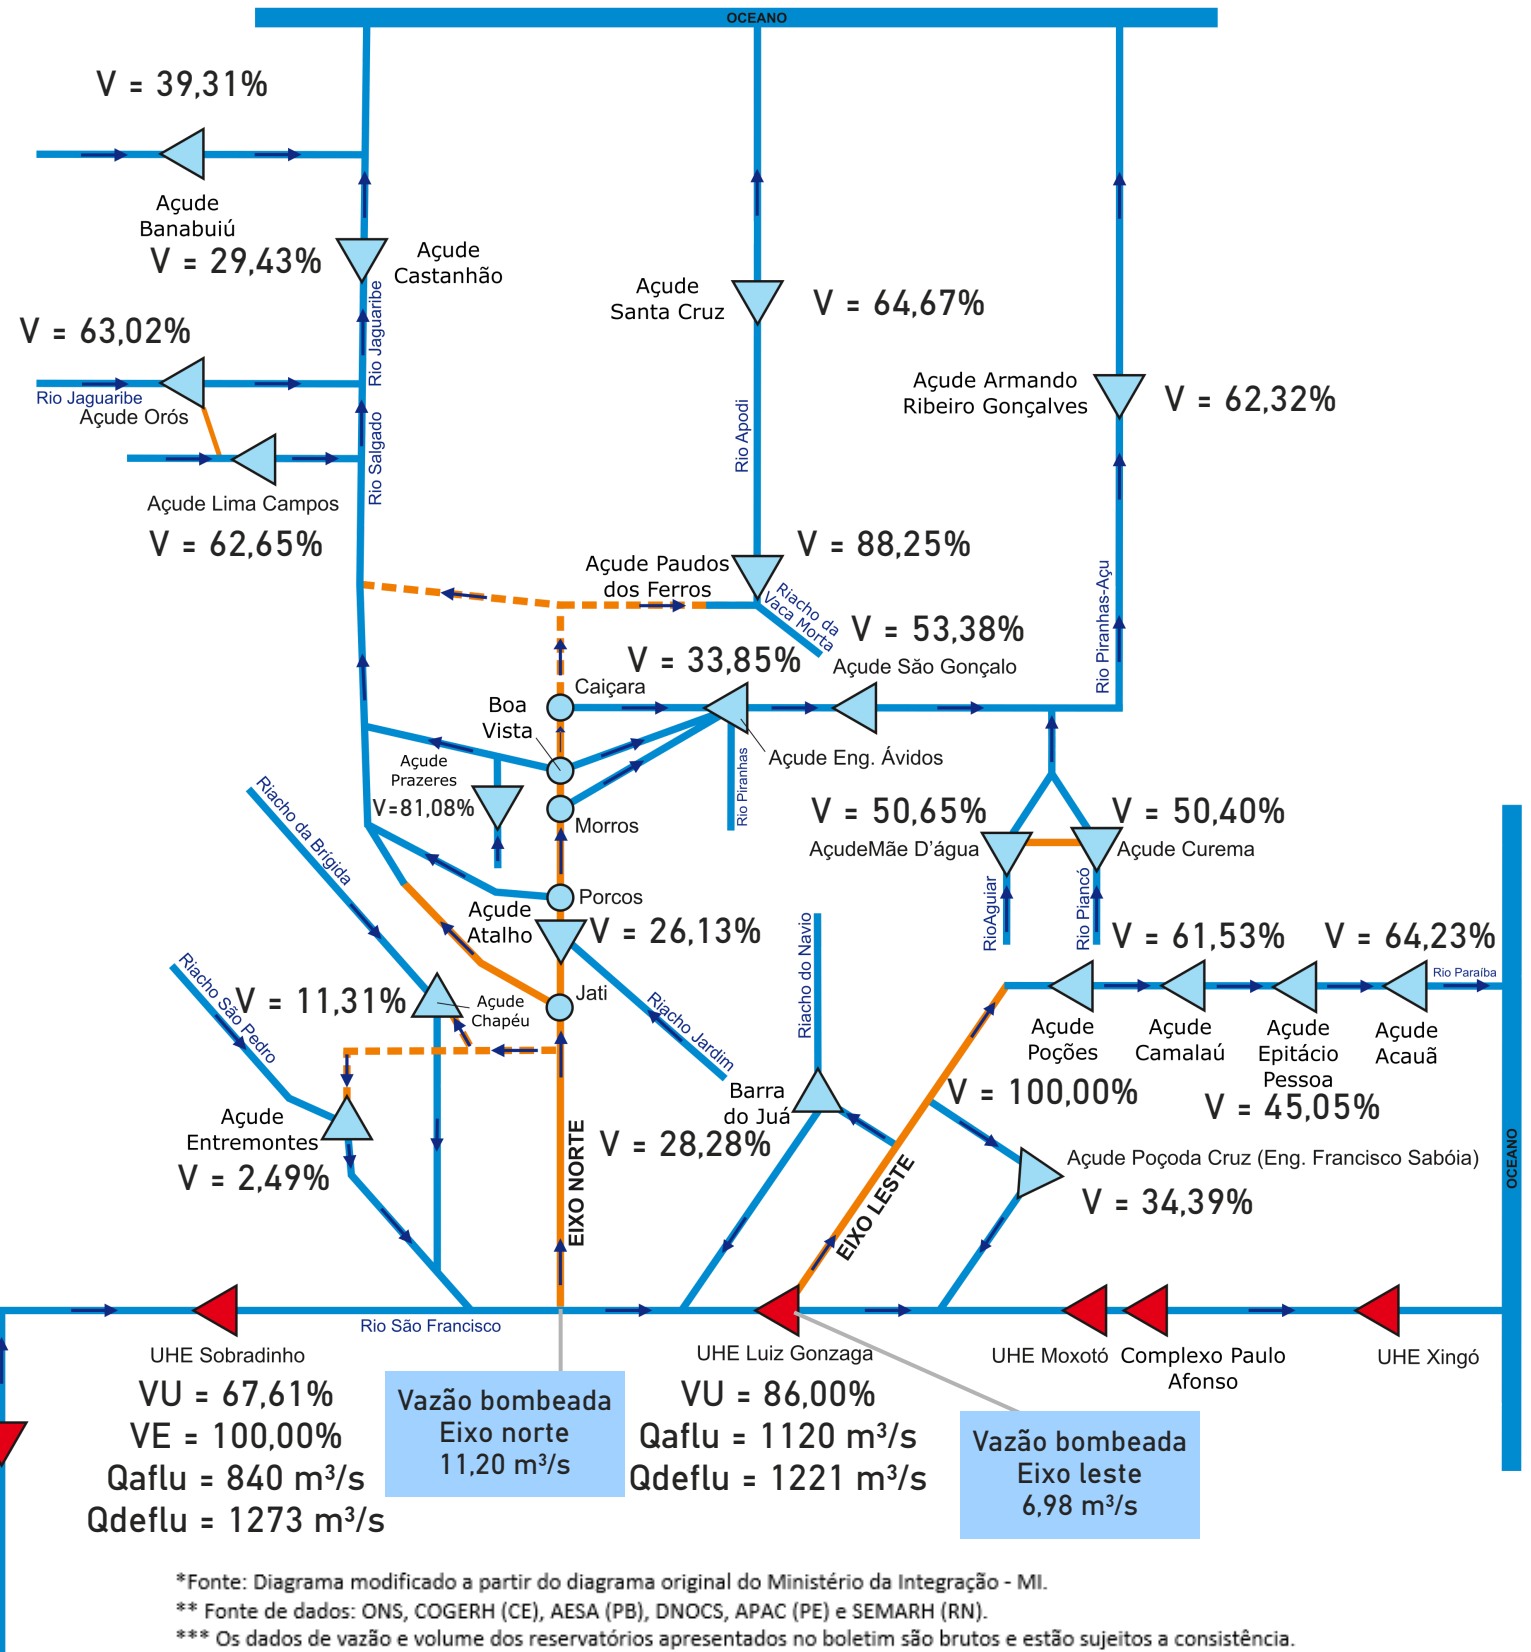 OCEANO
V = 39,31%
Açude
Banabuiú
V = 29,43%
Açude
Castanhão
Rio Jaguaribe
Açude
Santa Cruz
V = 64,67%
V = 63,02%
Rio Jaguaribe
Açude Orós
Rio Salgado
Açude Lima Campos
V = 62,65%
Rio Apodi
Açude Armando
Ribeiro Gonçalves
V = 62,32%
Açude Paudos
dos Ferros
V = 88,25%
Riacho da
Vaca Morta
V = 53,38%
Açude São Gonçalo
V = 33,85%
Rio Piranhas-Açu
Caiçara
Boa
Vista
Açude Eng. Ávidos
Rio Piranhas
Açude
Prazeres
V=81,08%
Morros
Riacho da Brígida
V = 50,65%
AçudeMãe D'água
V = 50,40%
Açude Curema
RioAguiar
Rio Piancó
Porcos
Açude
Atalho
V = 26,13%
Riacho do Navio
V = 61,53%
V = 64,23%
Rio Paraíba
Riacho São Pedro
V = 11,31%
Açude
Chapéu
Jati
Riacho Jardim
Açude
Poções
Açude
Camalaú
Açude
Epitácio
Pessoa
Açude
Acauã
V = 100,00%
V = 45,05%
Barra
do Juá
V = 28,28%
Açude
Entremontes
V = 2,49%
EIXO NORTE
EIXO LESTE
Açude Poçoda Cruz (Eng. Francisco Sabóia)
V = 34,39%
OCEANO
Rio São Francisco
UHE Sobradinho
VU = 67,61%
VE = 100,00%
Qaflu = 840 m³/s
Qdeflu = 1273 m³/s
Vazão bombeada
Eixo norte
11,20 m³/s
UHE Luiz Gonzaga
VU = 86,00%
Qaflu = 1120 m³/s
Qdeflu = 1221 m³/s
Vazão bombeada
Eixo leste
6,98 m³/s
UHE Moxotó
Complexo Paulo
Afonso
UHE Xingó
*Fonte: Diagrama modificado a partir do diagrama original do Ministério da Integração - MI.
** Fonte de dados: ONS, COGERH (CE), AESA (PB), DNOCS, APAC (PE) e SEMARH (RN).
*** Os dados de vazão e volume dos reservatórios apresentados no boletim são brutos e estão sujeitos a consistência.